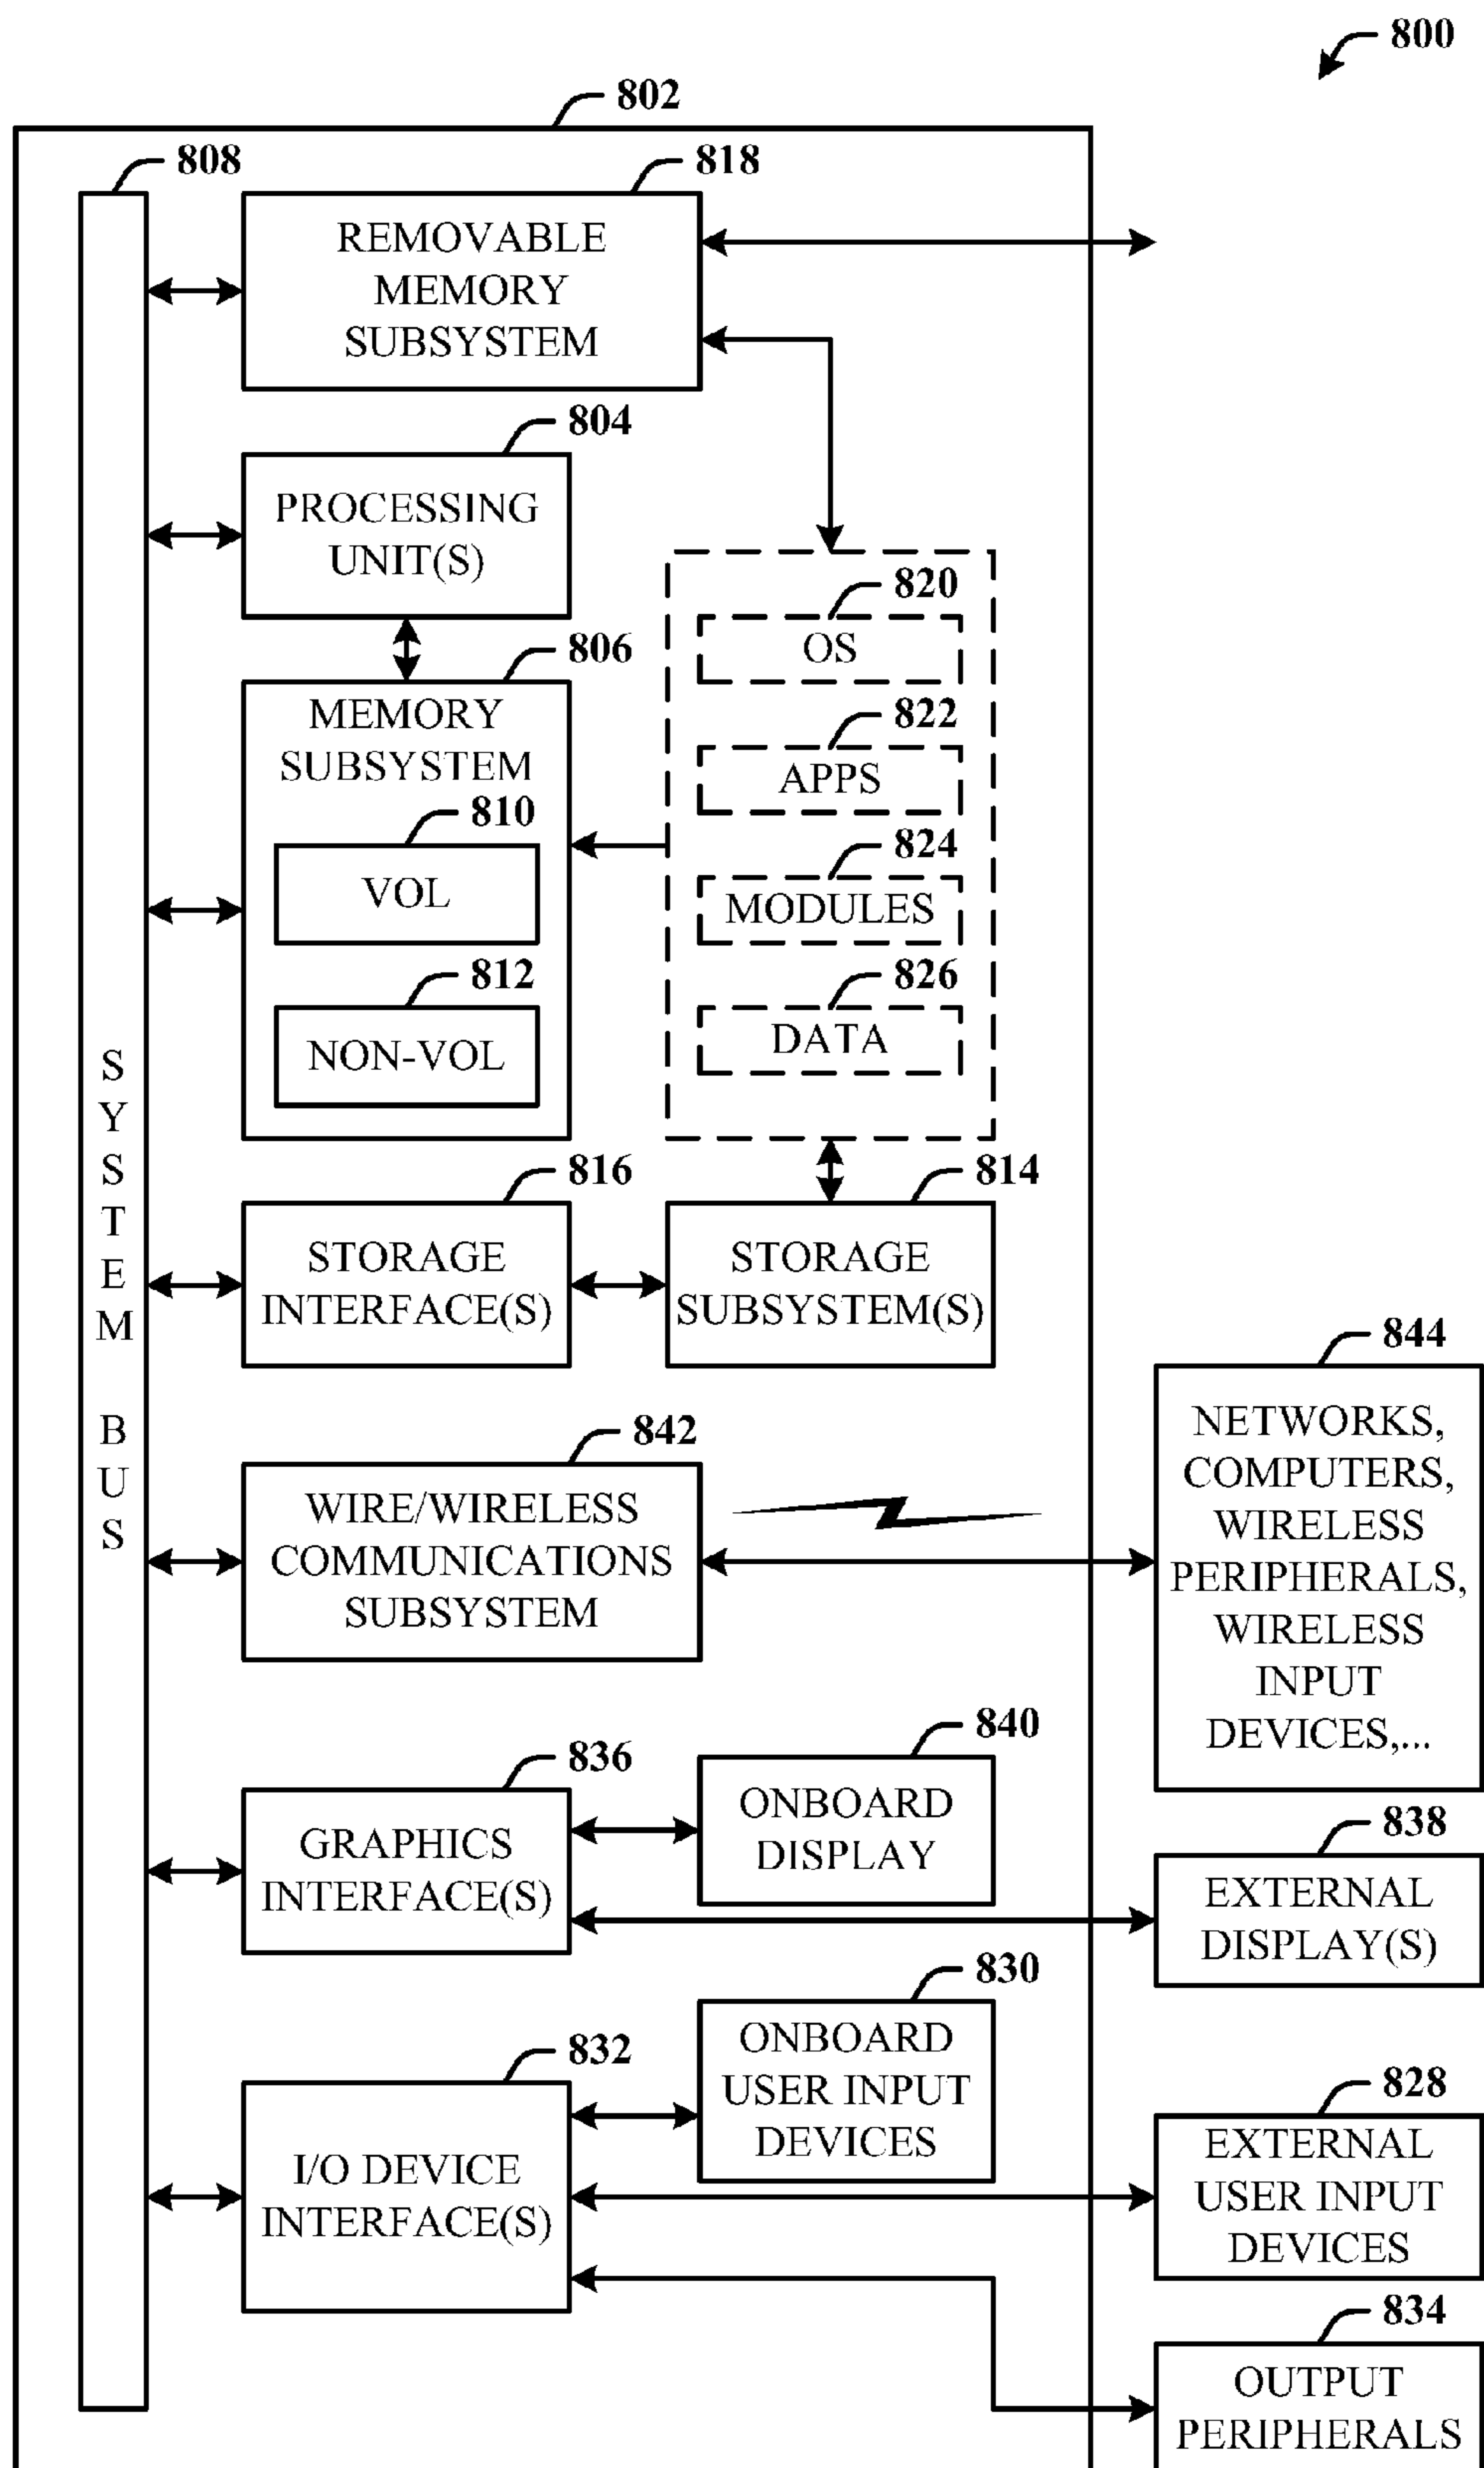 800
802
808
818
REMOVABLE
MEMORY
SUBSYSTEM
804
PROCESSING
UNIT(S)
806
MEMORY
SUBSYSTEM
810
VOL
812
NON-VOL
820
OS
822
APPS
824
MODULES
826
DATA
SYSTEM BUS
816
STORAGE
INTERFACE(S)
814
STORAGE
SUBSYSTEM(S)
842
WIRE/WIRELESS
COMMUNICATIONS
SUBSYSTEM
844
NETWORKS,
COMPUTERS,
WIRELESS
PERIPHERALS,
WIRELESS
INPUT
DEVICES,...
836
GRAPHICS
INTERFACE(S)
840
ONBOARD
DISPLAY
838
EXTERNAL
DISPLAY(S)
832
I/O DEVICE
INTERFACE(S)
830
ONBOARD
USER INPUT
DEVICES
828
EXTERNAL
USER INPUT
DEVICES
834
OUTPUT
PERIPHERALS